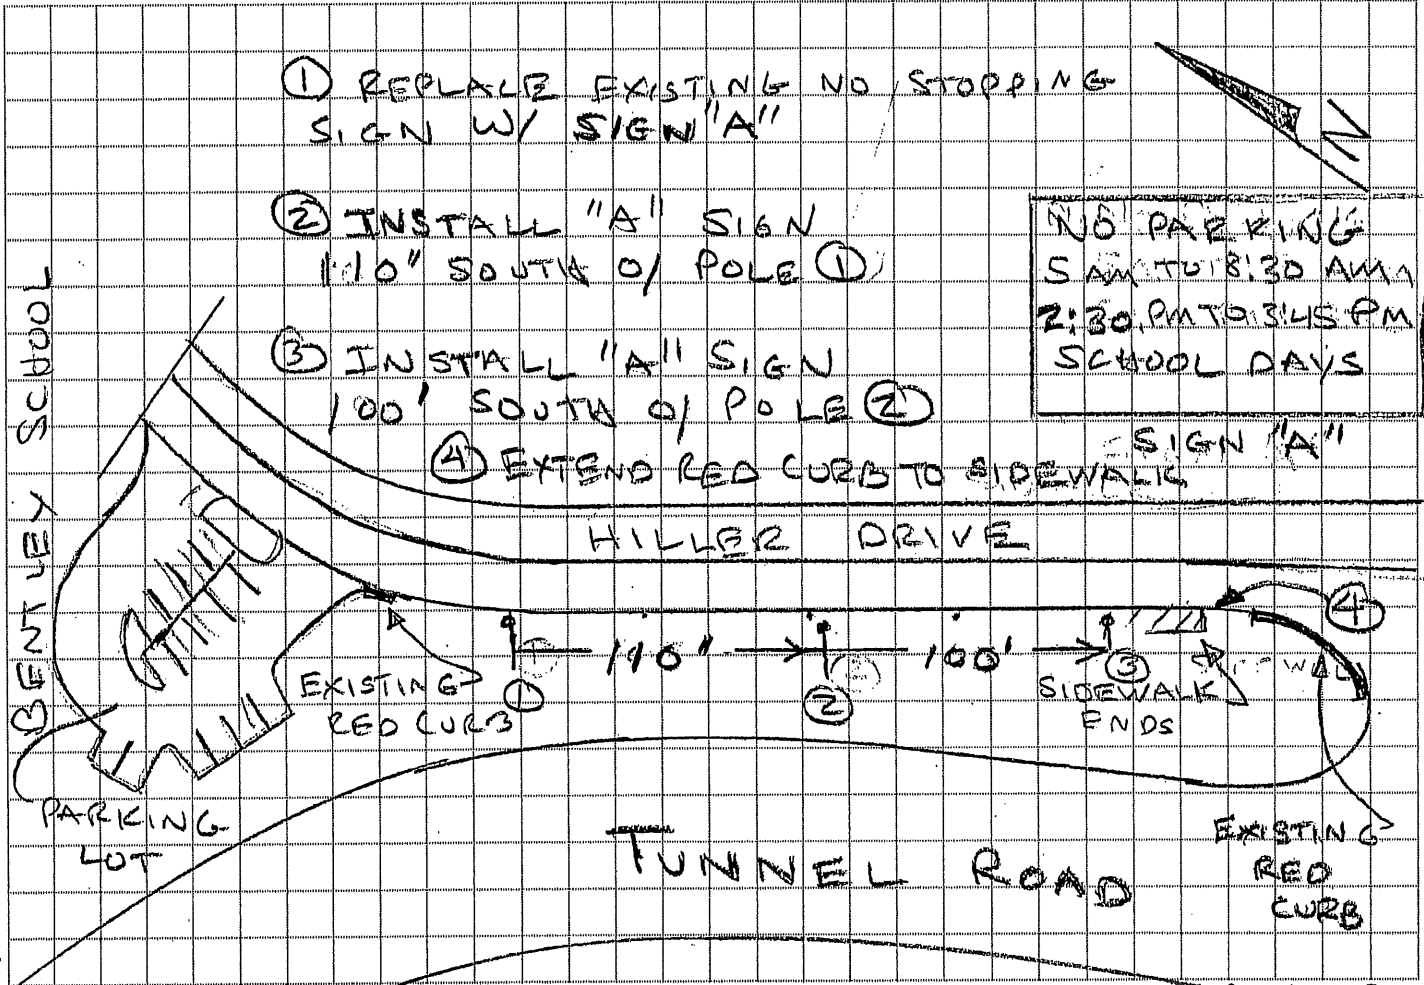 ① REPLACE EXISTING NO STOPPING
SIGN W/ SIGN "A"
② INSTALL "A" SIGN
110" SOUTH O/ POLE ①
③ INSTALL "A" SIGN
100' SOUTH O/ POLE ②
④ EXTEND RED CURB TO SIDEWALK
N
NO PARKING
5 AM TO 8:30 AM
2:30 PM TO 3:45 PM
SCHOOL DAYS
SIGN "A"
BENTLEY SCHOOL
HILLER DRIVE
④
110"
100'
①
②
③
EXISTING
RED CURB
SIDEWALK
ENDS
PARKING
LOT
TUNNEL ROAD
EXISTING
RED
CURB